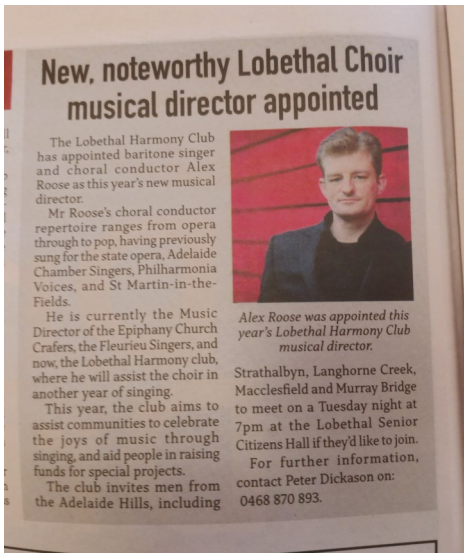 New, noteworthy Lobethal Choir
musical director appointed
The Lobethal Harmony Club
has appointed baritone singer
and choral conductor Alex
Roose as this year's new musical
director.
Mr Roose's choral conductor
repertoire ranges from opera
through to pop, having previously
sung for the state opera, Adelaide
Chamber Singers, Philharmonia
Voices, and St Martin-in-the-
Fields.
He is currently the Music
Director of the Epiphany Church
Crafers, the Fleurieu Singers, and
now, the Lobethal Harmony club,
where he will assist the choir in
another year of singing.
This year, the club aims to
assist communities to celebrate
the joys of music through
singing, and aid people in raising
funds for special projects.
The club invites men from
the Adelaide Hills, including
Alex Roose was appointed this
year's Lobethal Harmony Club
musical director.
Strathalbyn, Langhorne Creek,
Macclesfield and Murray Bridge
to meet on a Tuesday night at
7pm at the Lobethal Senior
Citizens Hall if they'd like to join.
For further information,
contact Peter Dickason on:
0468 870 893.